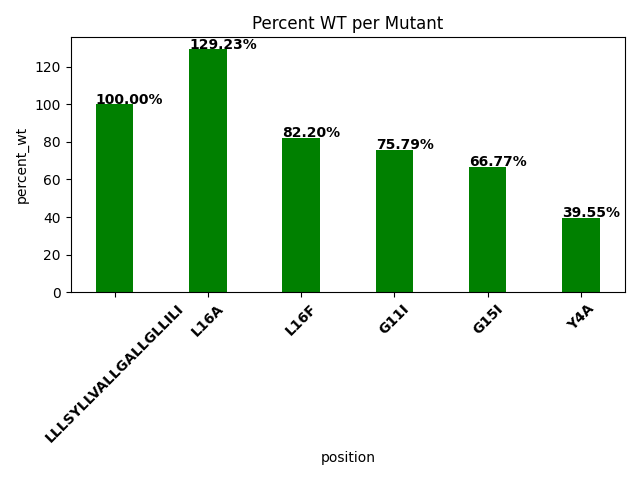 Percent WT per Mutant
percent_wt
120
100
80
60
40
20
0
100.00%
129.23%
82.20%
75.79%
66.77%
39.55%
LLLSYLLVALLGALLGLLILI
L16A
L16F
G11I
G15I
Y4A
position